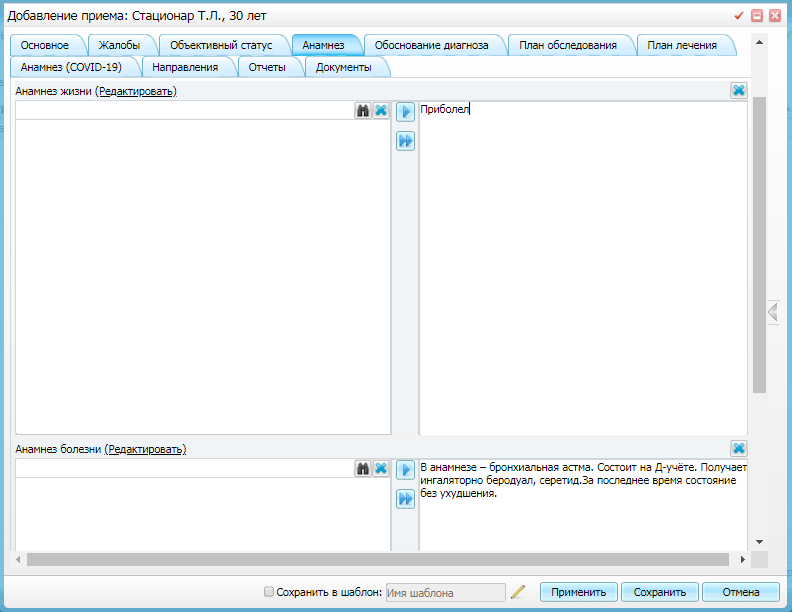 Добавление приема: Стационар Т.Л., 30 лет
Основное Жалобы Объективный статус Анамнез Обоснование диагноза План обследования План лечения
Анамнез (COVID-19) Направления Отчеты Документы
Анамнез жизни (Редактировать)
Приболел
Анамнез болезни (Редактировать)
В анамнезе – бронхиальная астма. Состоит на Д-учёте. Получает
ингаляторно беродуал, серетид.За последнее время состояние
без ухудшения.
Сохранить в шаблон: Имя шаблона Применить Сохранить Отмена